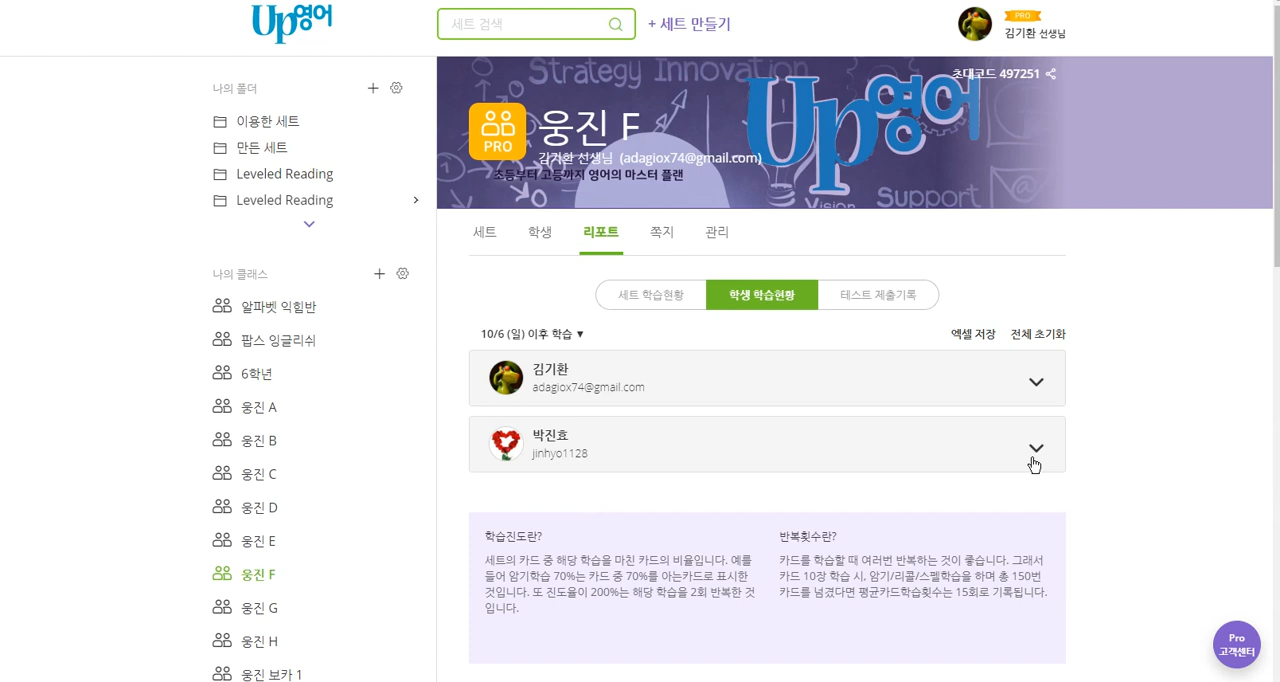 Up영어
세트 검색
+ 세트 만들기
PRO
김기환 선생님
나의 폴더
이용한 세트
만든 세트
Leveled Reading
Leveled Reading
나의 클래스
알파벳 익힘반
팝스 잉글리쉬
6학년
웅진 A
웅진 B
웅진 C
웅진 D
웅진 E
웅진 F
웅진 G
웅진 H
웅진 보카 1
Strategy Innovation
초대코드 497251
Up영어
PRO
웅진 F
김기환 선생님 (adagiox74@gmail.com)
초등부터 고등까지 영어의 마스터 플랜
Vision
Support
세트 학생 리포트 쪽지 관리
세트 학습현황 학생 학습현황 테스트 제출기록
10/6 (일) 이후 학습 ▼
엑셀 저장 전체 초기화
김기환
adagiox74@gmail.com
박진효
jinhyo1128
학습진도란?
세트의 카드 중 해당 학습을 마친 카드의 비율입니다. 예를
들어 암기학습 70%는 카드 중 70%를 아는카드로 표시한
것입니다. 또 진도율이 200%는 해당 학습을 2회 반복한 것
입니다.
반복횟수란?
카드를 학습할 때 여러번 반복하는 것이 좋습니다. 그래서
카드 10장 학습 시, 암기/리콜/스펠학습을 하며 총 150번
카드를 넘겼다면 평균카드학습횟수는 15회로 기록됩니다.
Pro
고객센터